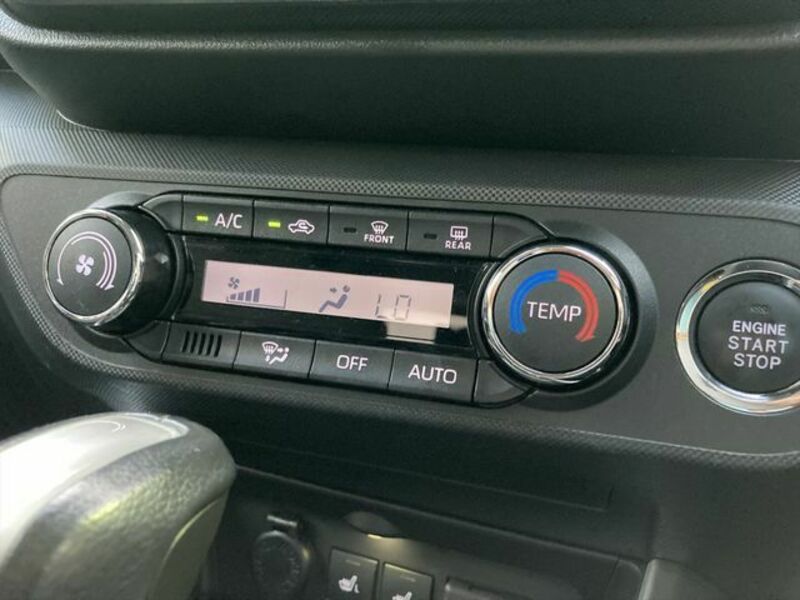 A/C
FRONT
REAR
LO
TEMP
ENGINE
START
STOP
OFF
AUTO